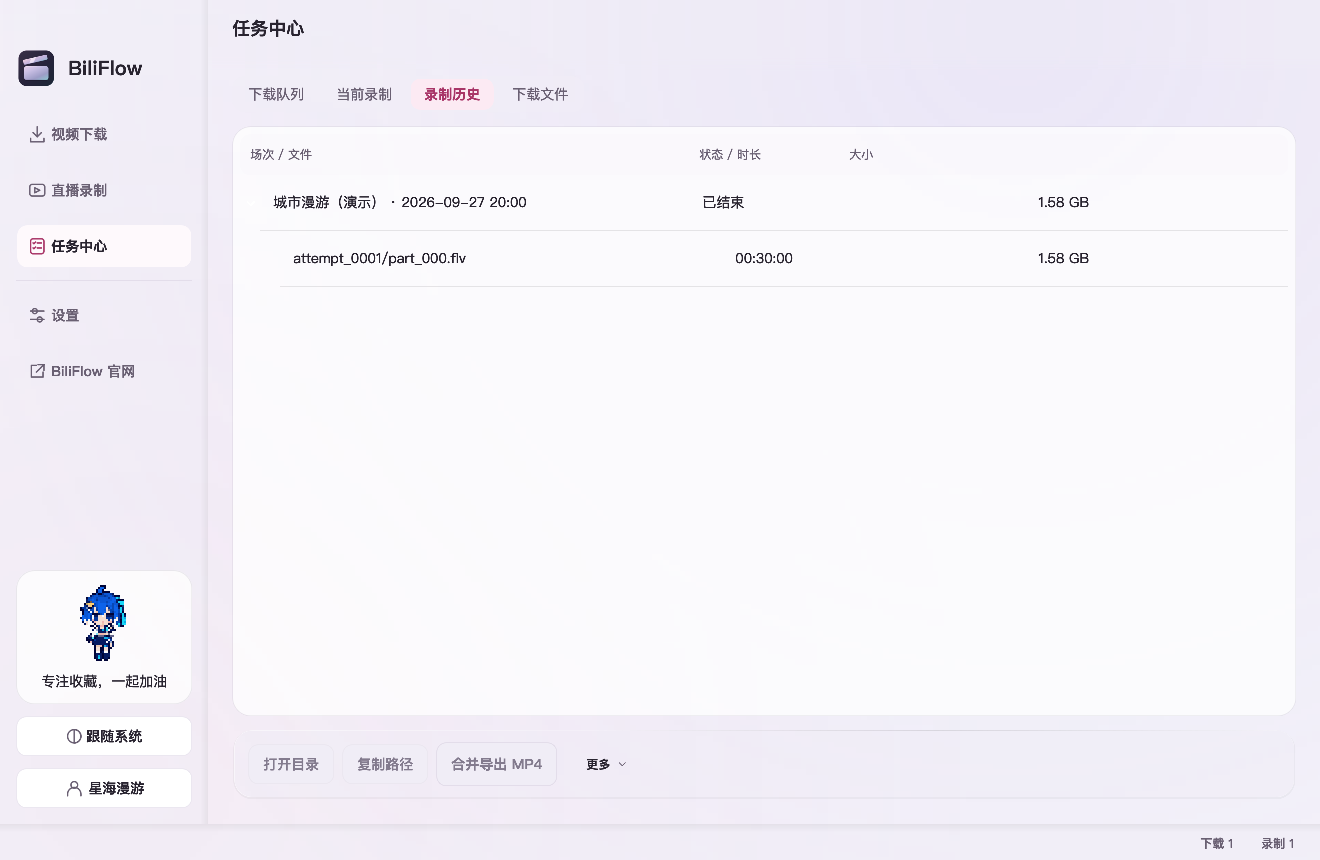 任务中心
BiliFlow
视频下载
直播录制
任务中心
设置
BiliFlow 官网
专注收藏，一起加油
跟随系统
星海漫游
下载队列 当前录制 录制历史 下载文件
场次 / 文件 状态 / 时长 大小
城市漫游（演示） · 2026-09-27 20:00 已结束 1.58 GB
attempt_0001/part_000.flv 00:30:00 1.58 GB
打开目录 复制路径 合并导出 MP4 更多
下载 1 录制 1